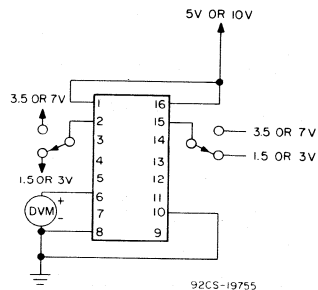 5V OR 10V
3.5 OR 7V
1 16
2 15
3 14
3.5 OR 7V
4 13
1.5 OR 3V
5 12
1.5 OR 3V
6 11
+
DVM
-
7 10
8 9
92CS-19755